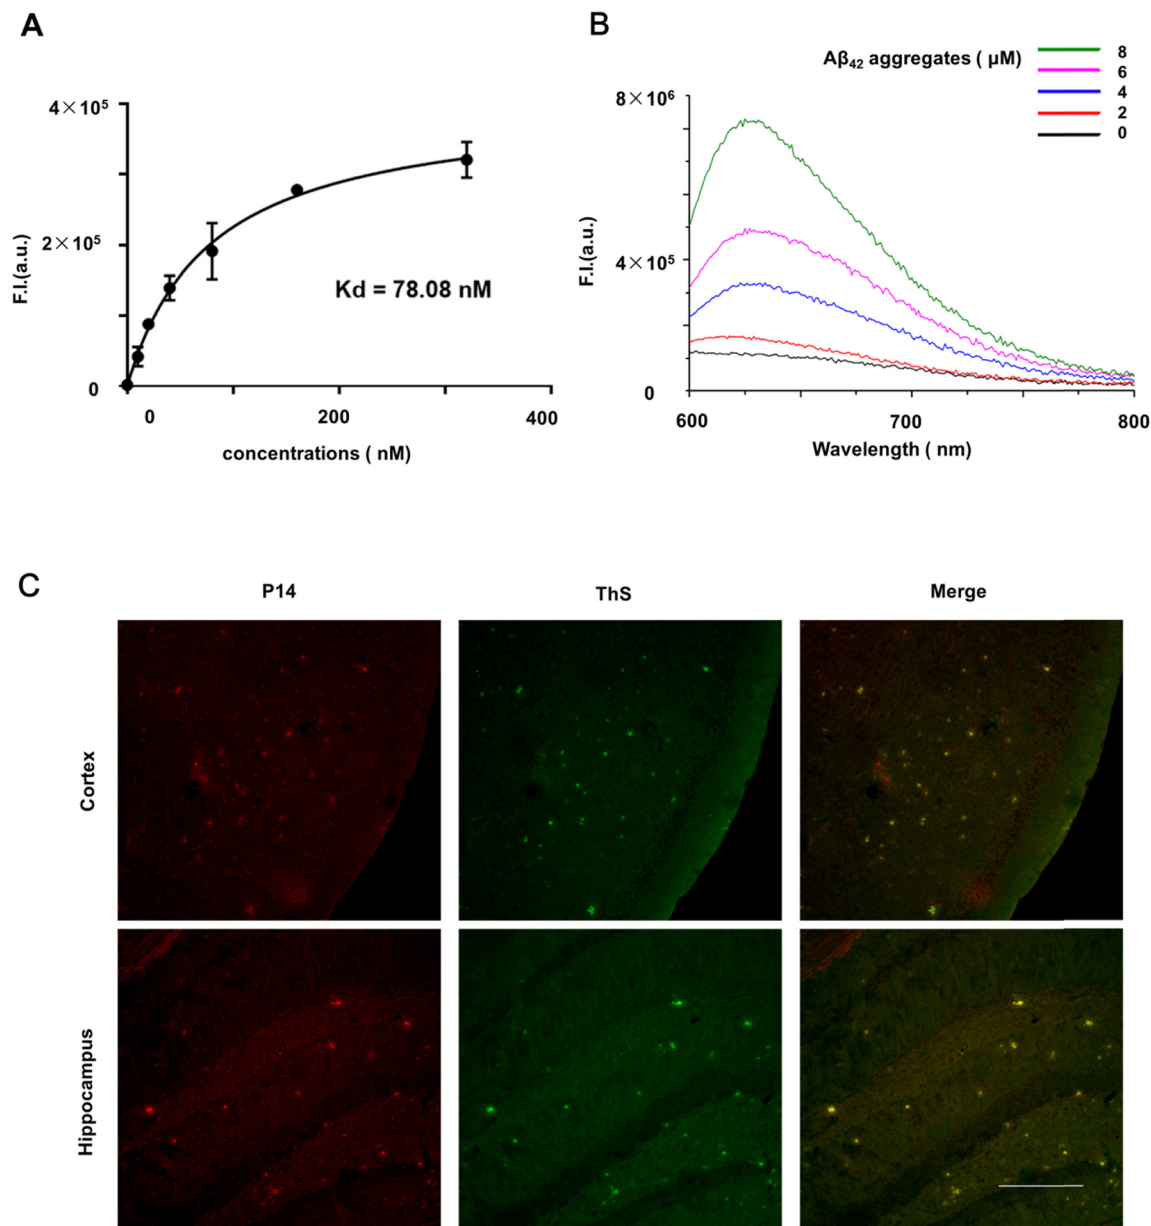 A
4×10⁵
2×10⁵
0
F.I.(a.u.)
Kd = 78.08 nM
0 200 400
concentrations ( nM)
B
Aβ₄₂ aggregates ( μM)
8
6
4
2
0
8×10⁶
4×10⁵
0
F.I.(a.u.)
600 700 800
Wavelength ( nm)
C
P14 ThS Merge
Cortex
Hippocampus